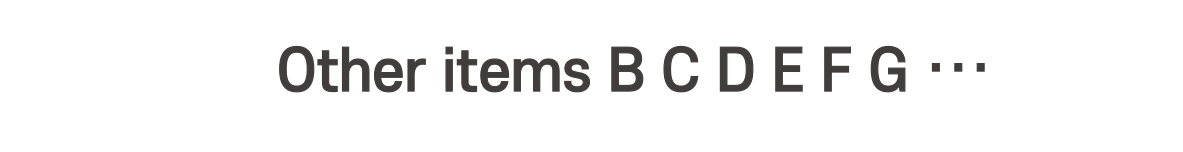 Other items B C D E F G ···